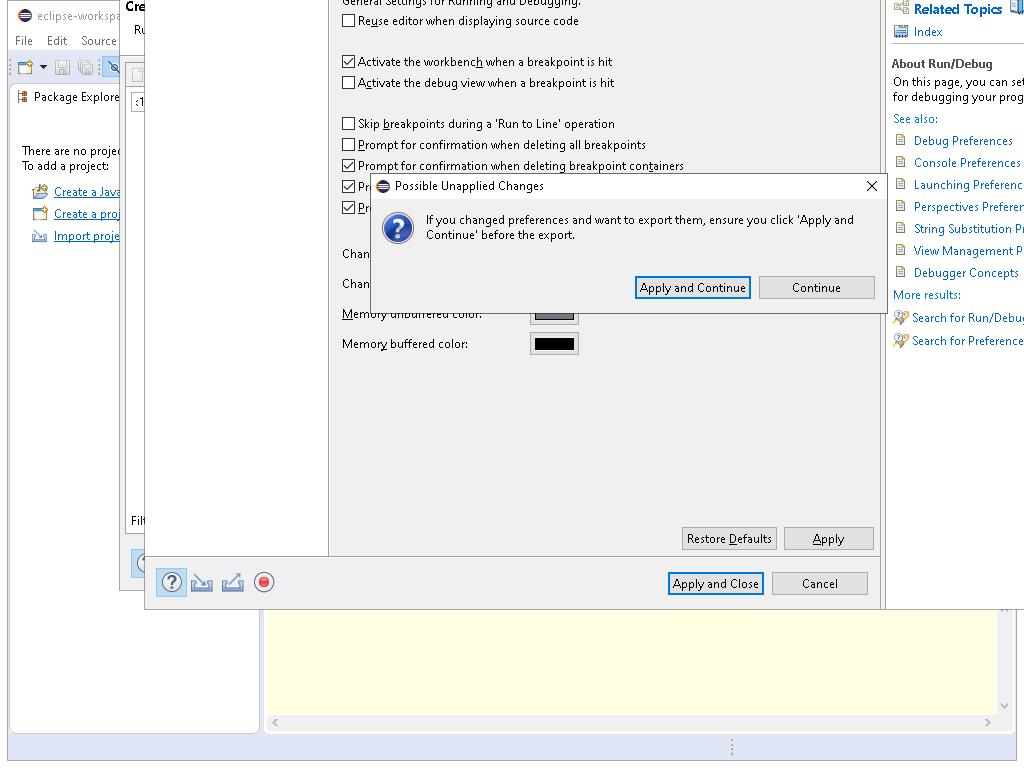 eclipse-workspa
File Edit Source
Package Explore
There are no projec
To add a project:
Create a Java
Create a proj
Import proje
Cre
Ru
:1
Filt
General Settings for Running and Debugging.
Reuse editor when displaying source code
Activate the workbench when a breakpoint is hit
Activate the debug view when a breakpoint is hit
Skip breakpoints during a 'Run to Line' operation
Prompt for confirmation when deleting all breakpoints
Prompt for confirmation when deleting breakpoint containers
Pr
Pr
Chan
Chan
Memory unbuffered color:
Memory buffered color:
Possible Unapplied Changes
If you changed preferences and want to export them, ensure you click 'Apply and
Continue' before the export.
Apply and Continue Continue
Restore Defaults Apply
Apply and Close Cancel
Related Topics
Index
About Run/Debug
On this page, you can set
for debugging your prog
See also:
Debug Preferences
Console Preferences
Launching Preferenc
Perspectives Preferen
String Substitution Pr
View Management P
Debugger Concepts
More results:
Search for Run/Debug
Search for Preference